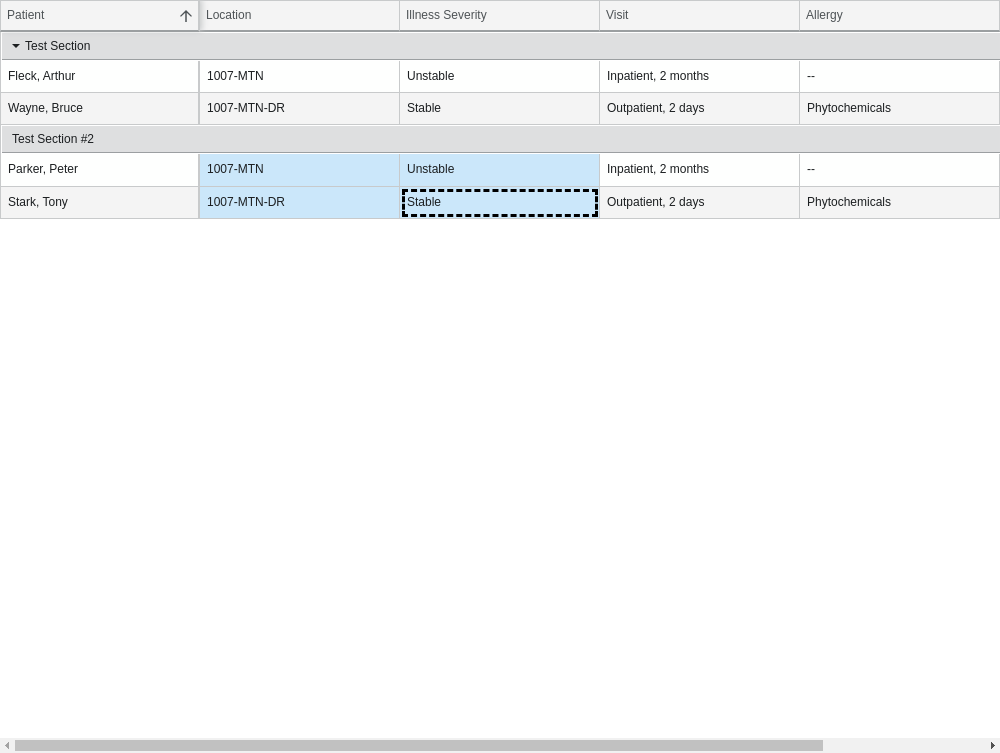 Patient Location Illness Severity Visit Allergy
Test Section
Fleck, Arthur 1007-MTN Unstable Inpatient, 2 months --
Wayne, Bruce 1007-MTN-DR Stable Outpatient, 2 days Phytochemicals
Test Section #2
Parker, Peter 1007-MTN Unstable Inpatient, 2 months --
Stark, Tony 1007-MTN-DR Stable Outpatient, 2 days Phytochemicals